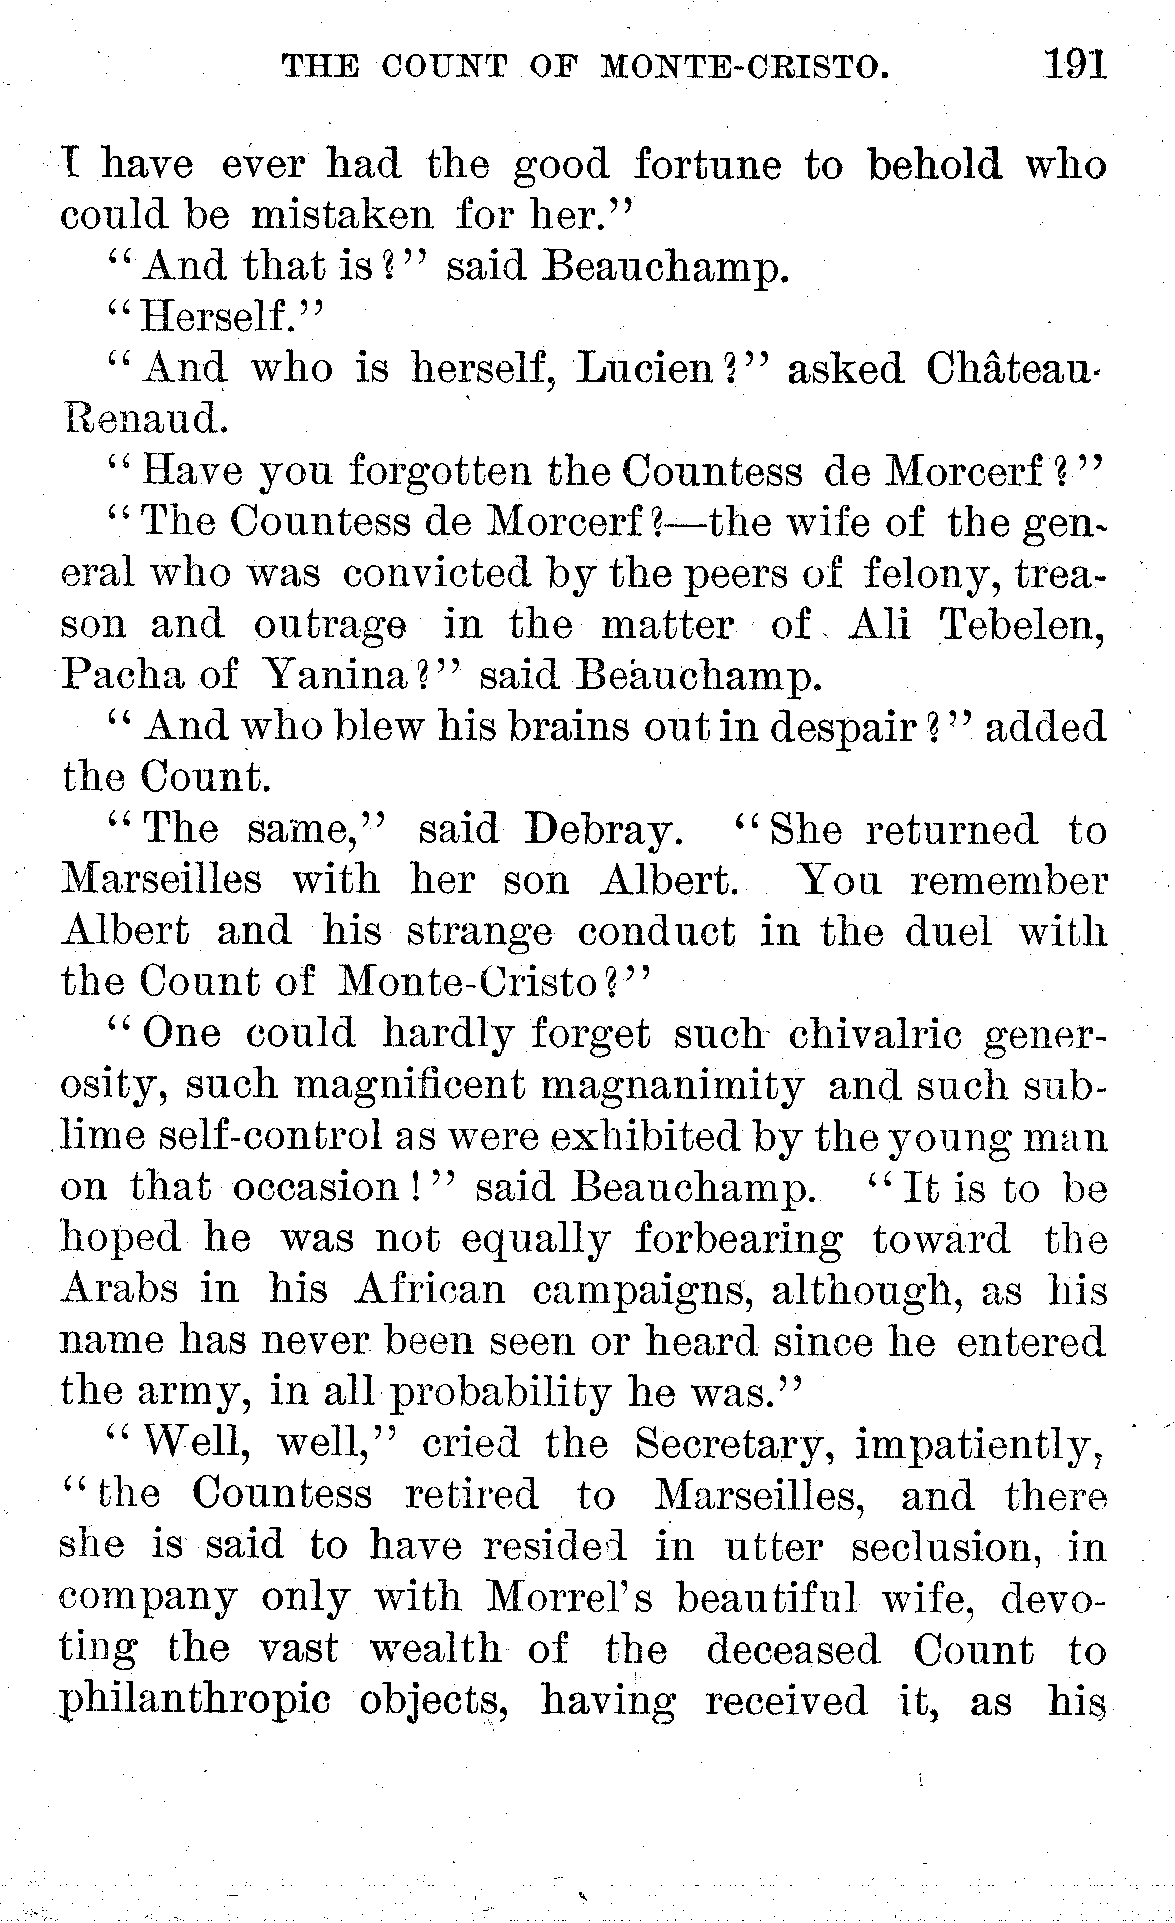 THE COUNT OF MONTE-CRISTO. 191
I have ever had the good fortune to behold who
could be mistaken for her."
"And that is?" said Beauchamp.
"Herself."
"And who is herself, Lucien?" asked Château-
Renaud.
"Have you forgotten the Countess de Morcerf?"
"The Countess de Morcerf?—the wife of the gen-
eral who was convicted by the peers of felony, trea-
son and outrage in the matter of Ali Tebelen,
Pacha of Yanina?" said Beauchamp.
"And who blew his brains out in despair?" added
the Count.
"The same," said Debray. "She returned to
Marseilles with her son Albert. You remember
Albert and his strange conduct in the duel with
the Count of Monte-Cristo?"
"One could hardly forget such chivalric gener-
osity, such magnificent magnanimity and such sub-
lime self-control as were exhibited by the young man
on that occasion!" said Beauchamp. "It is to be
hoped he was not equally forbearing toward the
Arabs in his African campaigns, although, as his
name has never been seen or heard since he entered
the army, in all probability he was."
"Well, well," cried the Secretary, impatiently,
"the Countess retired to Marseilles, and there
she is said to have resided in utter seclusion, in
company only with Morrel's beautiful wife, devo-
ting the vast wealth of the deceased Count to
philanthropic objects, having received it, as his